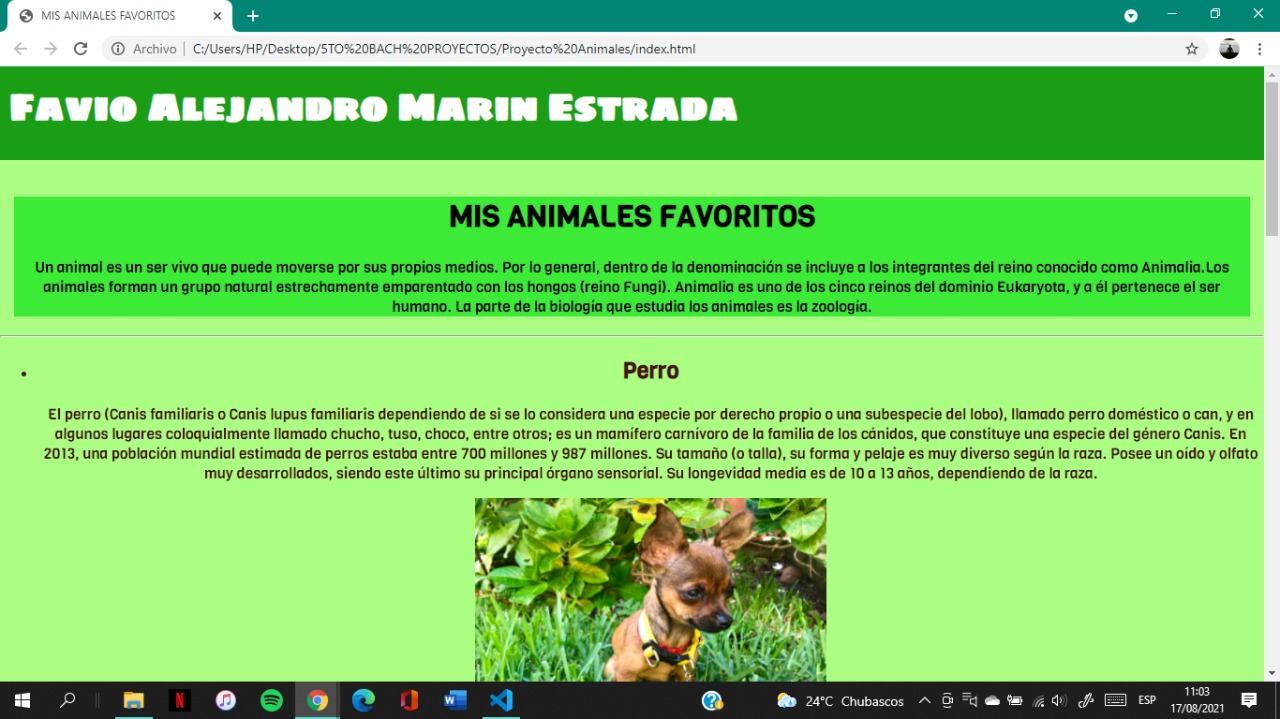 MIS ANIMALES FAVORITOS
Archivo | C:/Users/HP/Desktop/5TO%20BACH%20PROYECTOS/Proyecto%20Animales/index.html
Favio Alejandro Marin Estrada
MIS ANIMALES FAVORITOS
Un animal es un ser vivo que puede moverse por sus propios medios. Por lo general, dentro de la denominación se incluye a los integrantes del reino conocido como Animalia.Los
animales forman un grupo natural estrechamente emparentado con los hongos (reino Fungi). Animalia es uno de los cinco reinos del dominio Eukaryota, y a él pertenece el ser
humano. La parte de la biología que estudia los animales es la zoología.
• Perro
El perro (Canis familiaris o Canis lupus familiaris dependiendo de si se lo considera una especie por derecho propio o una subespecie del lobo), llamado perro doméstico o can, y en
algunos lugares coloquialmente llamado chucho, tuso, choco, entre otros; es un mamífero carnívoro de la familia de los cánidos, que constituye una especie del género Canis. En
2013, una población mundial estimada de perros estaba entre 700 millones y 987 millones. Su tamaño (o talla), su forma y pelaje es muy diverso según la raza. Posee un oído y olfato
muy desarrollados, siendo este último su principal órgano sensorial. Su longevidad media es de 10 a 13 años, dependiendo de la raza.
24°C Chubascos
ESP
11:03
17/08/2021